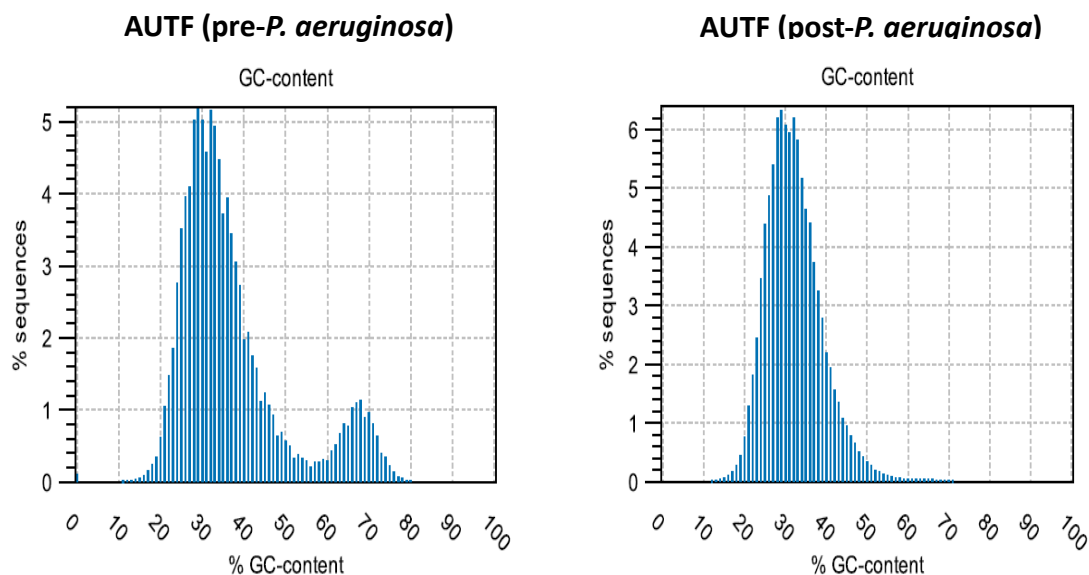 AUTF (pre-P. aeruginosa)
GC-content
5
4
3
2
1
0
% sequences
0 10 20 30 40 50 60 70 80 90 100
% GC-content
AUTF (post-P. aeruginosa)
GC-content
6
5
4
3
2
1
0
% sequences
0 10 20 30 40 50 60 70 80 90 100
% GC-content